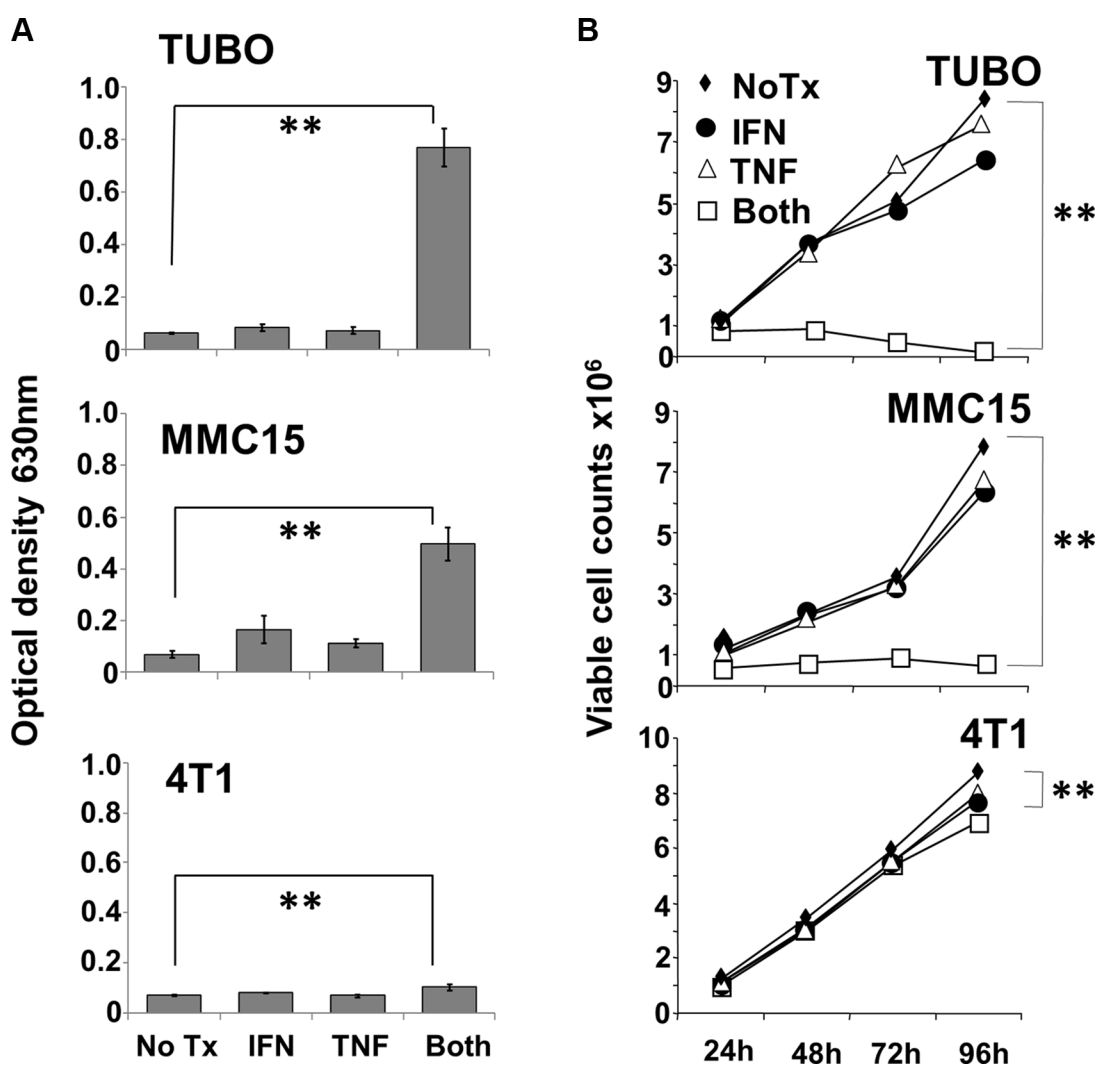 A
TUBO
1.0
0.8
0.6
0.4
0.2
0
**
MMC15
1.0
0.8
0.6
0.4
0.2
0
**
4T1
1.0
0.8
0.6
0.4
0.2
0
**
No Tx IFN TNF Both
Optical density 630nm
B
TUBO
NoTx
IFN
TNF
Both
9
7
5
3
1
0
**
MMC15
9
7
5
3
1
0
**
4T1
10
8
6
4
2
0
**
24h 48h 72h 96h
Viable cell counts x10⁶